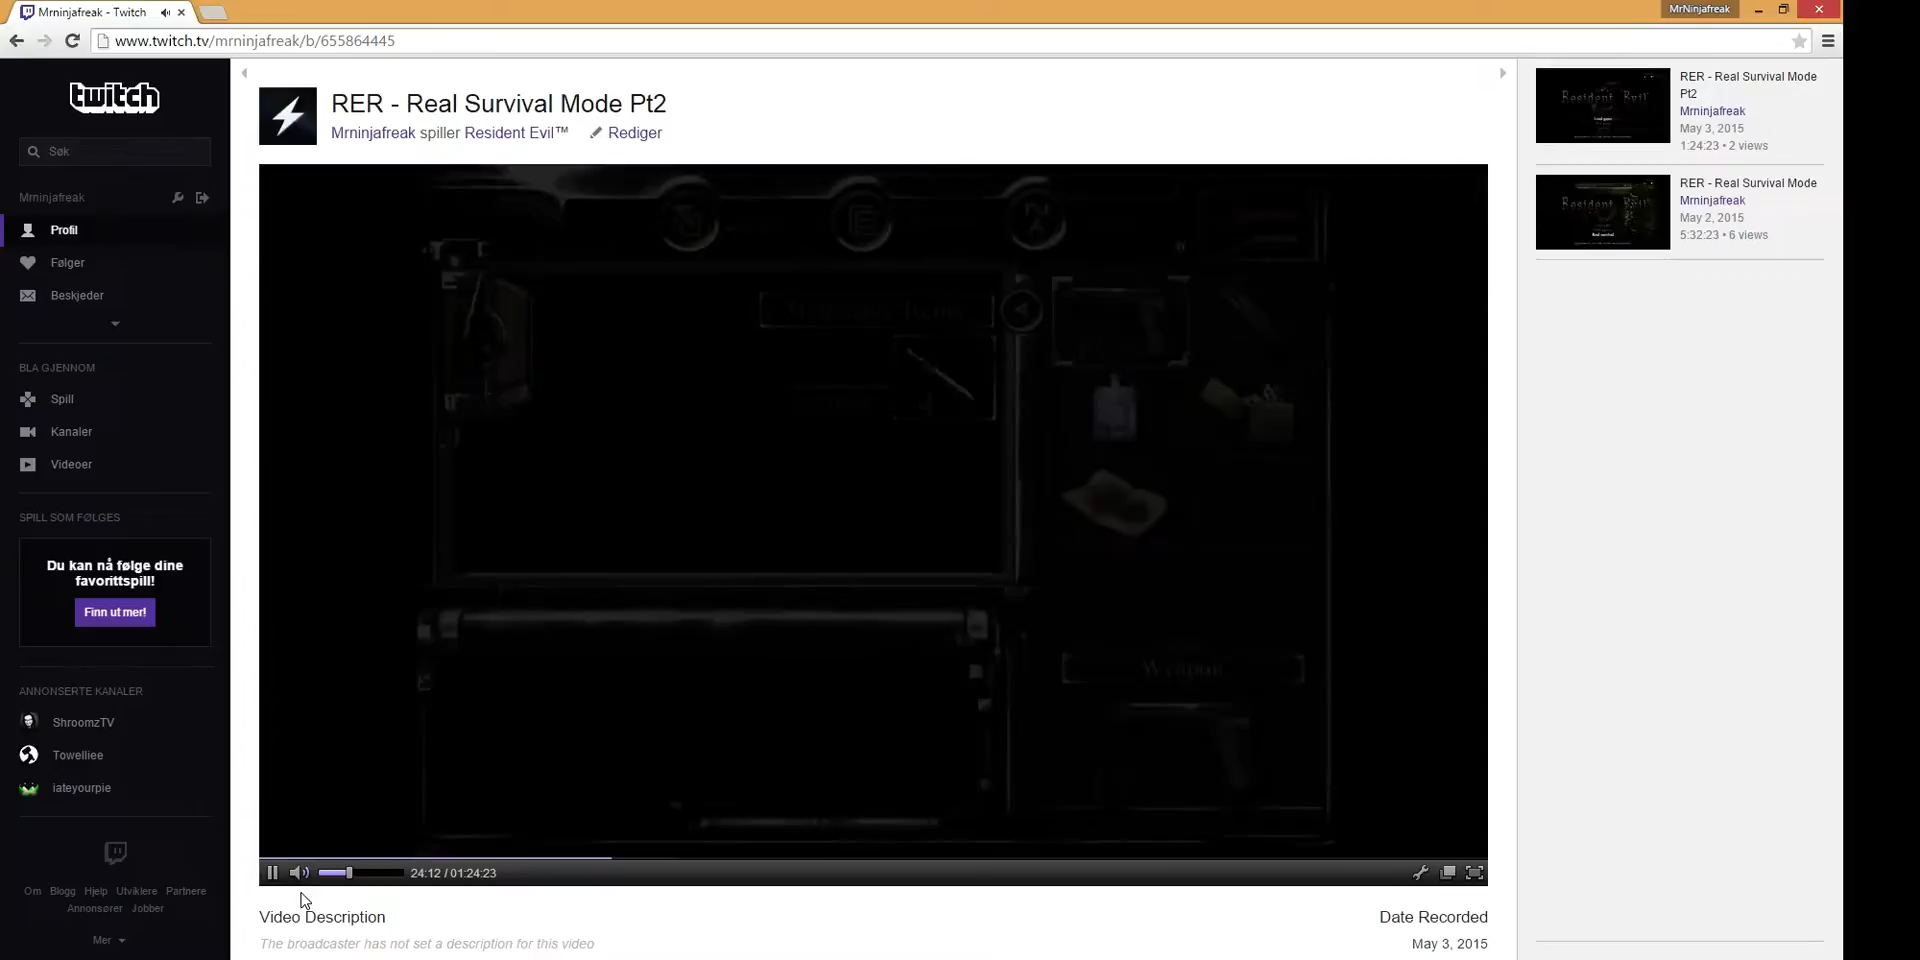 Mrninjafreak - Twitch
MrNinjafreak
www.twitch.tv/mrninjafreak/b/655864445
twitch
Søk
Mrninjafreak
Profil
Følger
Beskjeder
BLA GJENNOM
Spill
Kanaler
Videoer
SPILL SOM FØLGES
Du kan nå følge dine
favorittspill!
Finn ut mer!
ANNONSERTE KANALER
ShroomzTV
Towelliee
iateyourpie
Om Blogg Hjelp Utviklere Partnere
Annonsører Jobber
Mer
RER - Real Survival Mode Pt2
Mrninjafreak spiller Resident Evil™ Rediger
Weapon
24:12 / 01:24:23
Video Description
The broadcaster has not set a description for this video
Date Recorded
May 3, 2015
Resident Evil
RER - Real Survival Mode
Pt2
Mrninjafreak
May 3, 2015
1:24:23 • 2 views
Resident Evil
RER - Real Survival Mode
Mrninjafreak
May 2, 2015
5:32:23 • 6 views